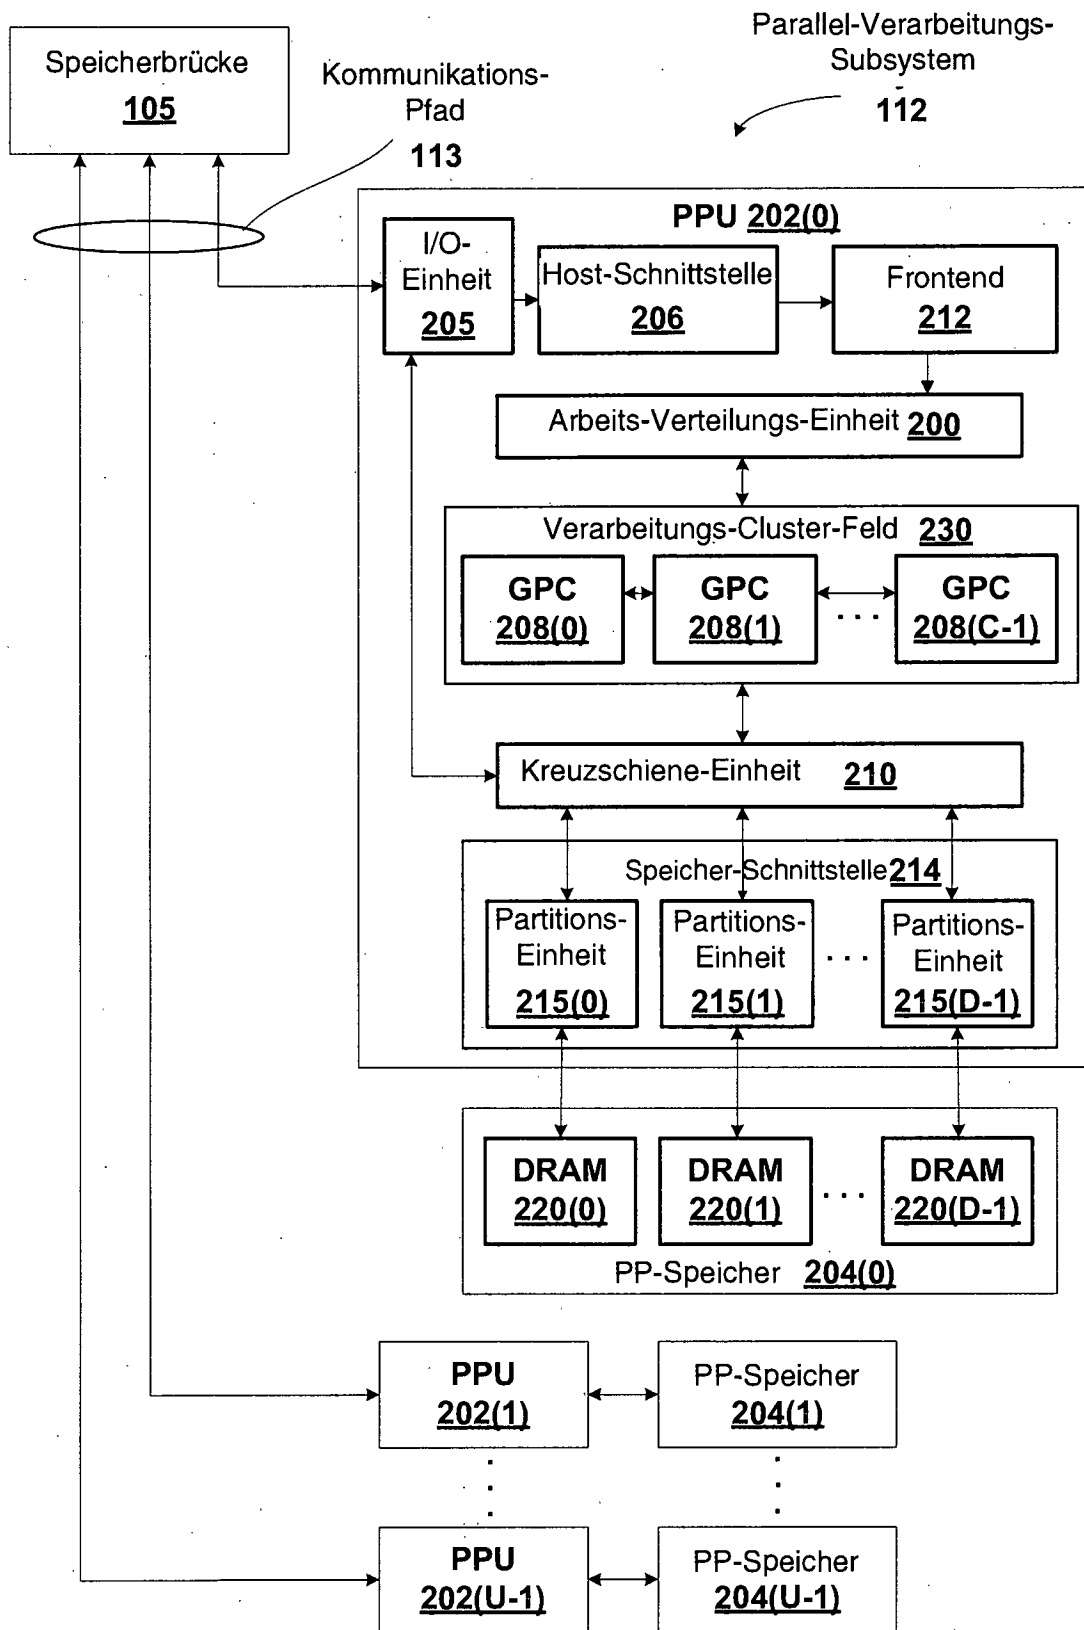 Parallel-Verarbeitungs-
Subsystem
112
Speicherbrücke
105
Kommunikations-
Pfad
113
PPU 202(0)
I/O-
Einheit
205
Host-Schnittstelle
206
Frontend
212
Arbeits-Verteilungs-Einheit 200
Verarbeitungs-Cluster-Feld 230
GPC
208(0)
GPC
208(1)
. . .
GPC
208(C-1)
Kreuzschiene-Einheit 210
Speicher-Schnittstelle 214
Partitions-
Einheit
215(0)
Partitions-
Einheit
215(1)
. . .
Partitions-
Einheit
215(D-1)
DRAM
220(0)
DRAM
220(1)
. . .
DRAM
220(D-1)
PP-Speicher 204(0)
PPU
202(1)
PP-Speicher
204(1)
PPU
202(U-1)
PP-Speicher
204(U-1)